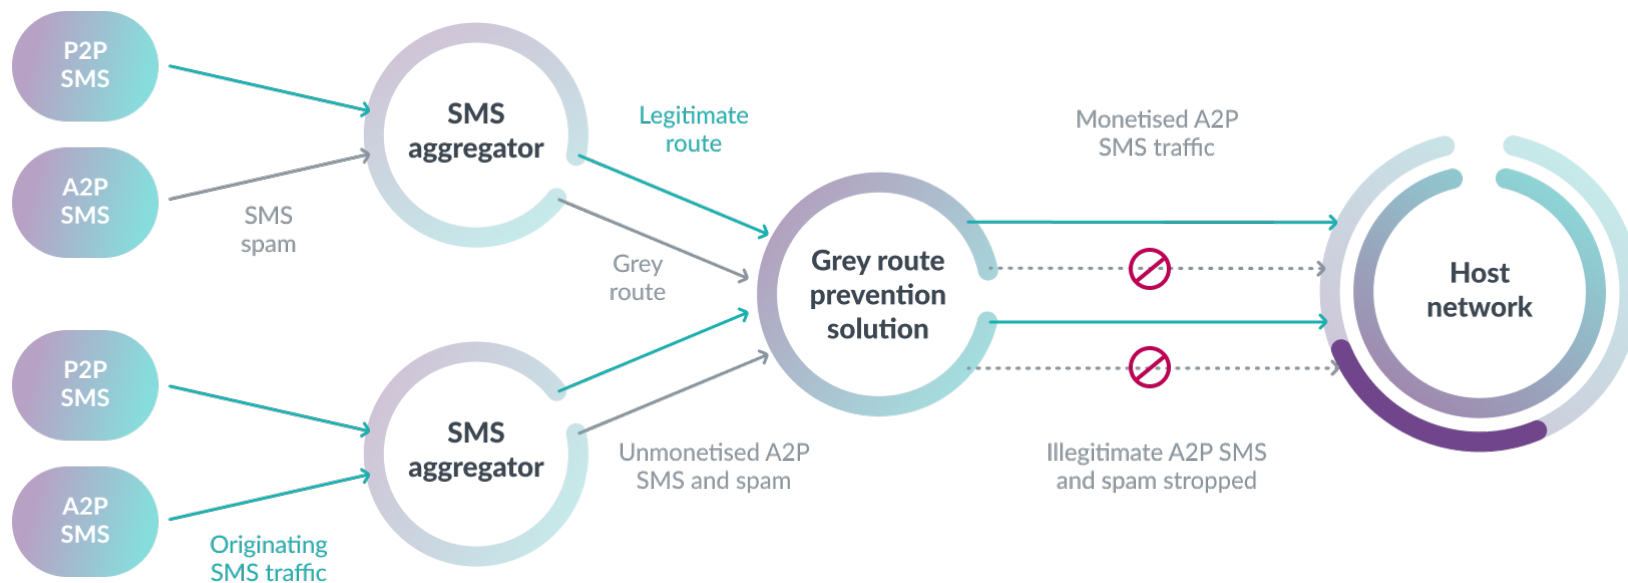 P2P
SMS
A2P
SMS
SMS
spam
SMS
aggregator
Legitimate
route
Grey
route
P2P
SMS
A2P
SMS
Originating
SMS traffic
SMS
aggregator
Unmonetised A2P
SMS and spam
Grey route
prevention
solution
Monetised A2P
SMS traffic
Illegitimate A2P SMS
and spam stropped
Host
network